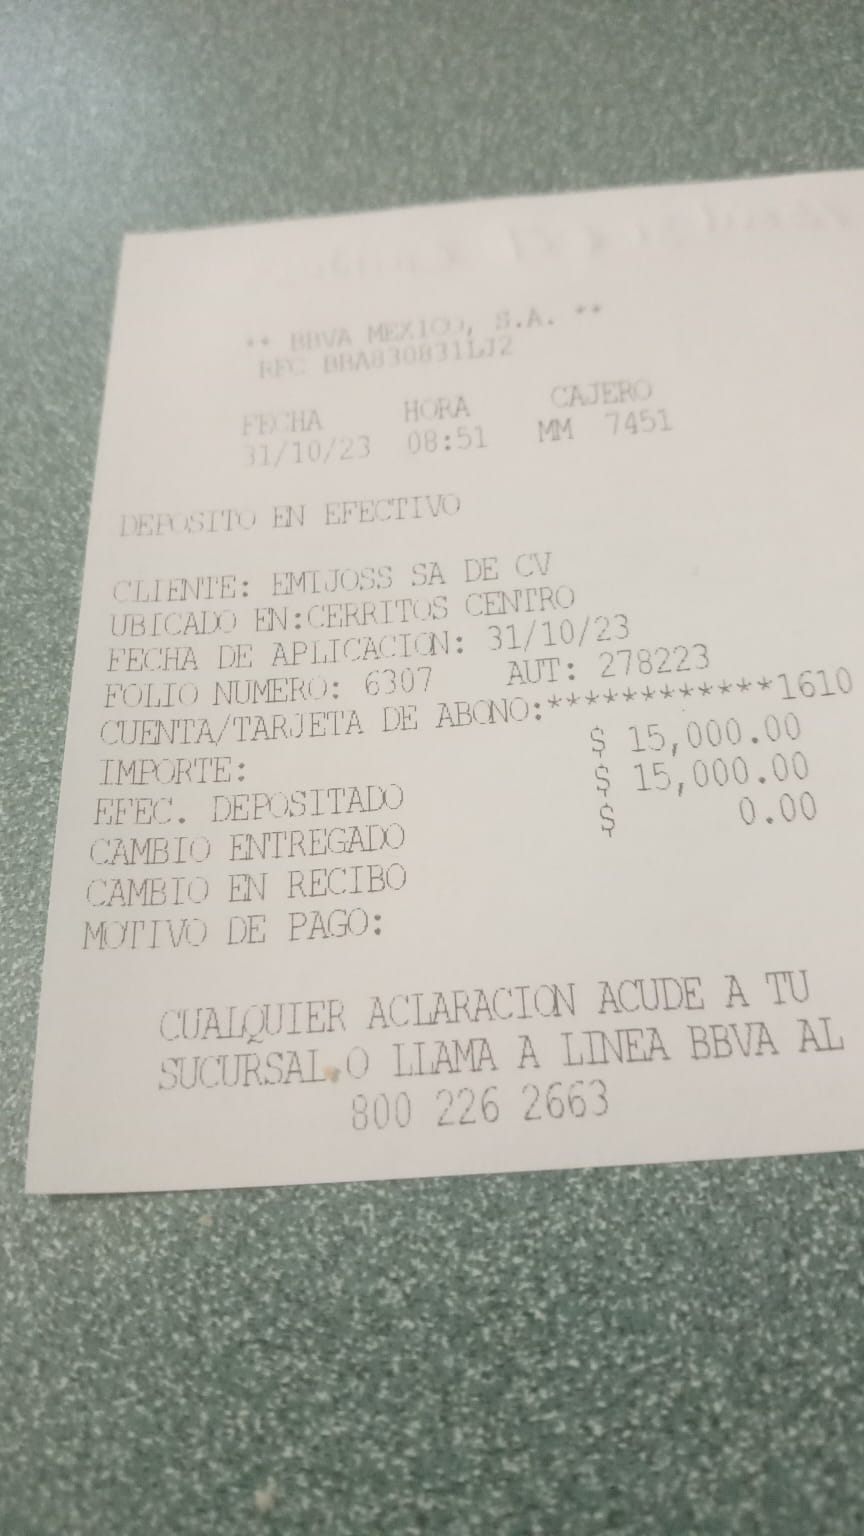 ** BBVA MEXICO, S.A. **
RFC BBA830831LJ2
FECHA HORA CAJERO
31/10/23 08:51 MM 7451
DEPOSITO EN EFECTIVO
CLIENTE: EMIJOSS SA DE CV
UBICADO EN:CERRITOS CENTRO
FECHA DE APLICACION: 31/10/23
FOLIO NUMERO: 6307 AUT: 278223
CUENTA/TARJETA DE ABONO:************1610
IMPORTE: $ 15,000.00
EFEC. DEPOSITADO $ 15,000.00
CAMBIO ENTREGADO $ 0.00
CAMBIO EN RECIBO
MOTIVO DE PAGO:
CUALQUIER ACLARACION ACUDE A TU
SUCURSAL O LLAMA A LINEA BBVA AL
800 226 2663